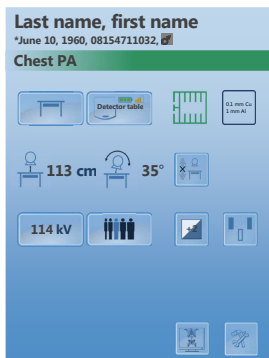 Last name, first name
*June 10, 1960, 08154711032,
Chest PA
Detector table
0.1 mm Cu
1 mm Al
113 cm 35°
114 kV